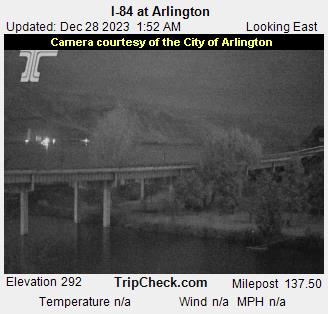 I-84 at Arlington
Updated: Dec 28 2023 1:52 AM Looking East
Camera courtesy of the City of Arlington
Elevation 292 TripCheck.com Milepost 137.50
Temperature n/a Wind n/a MPH n/a